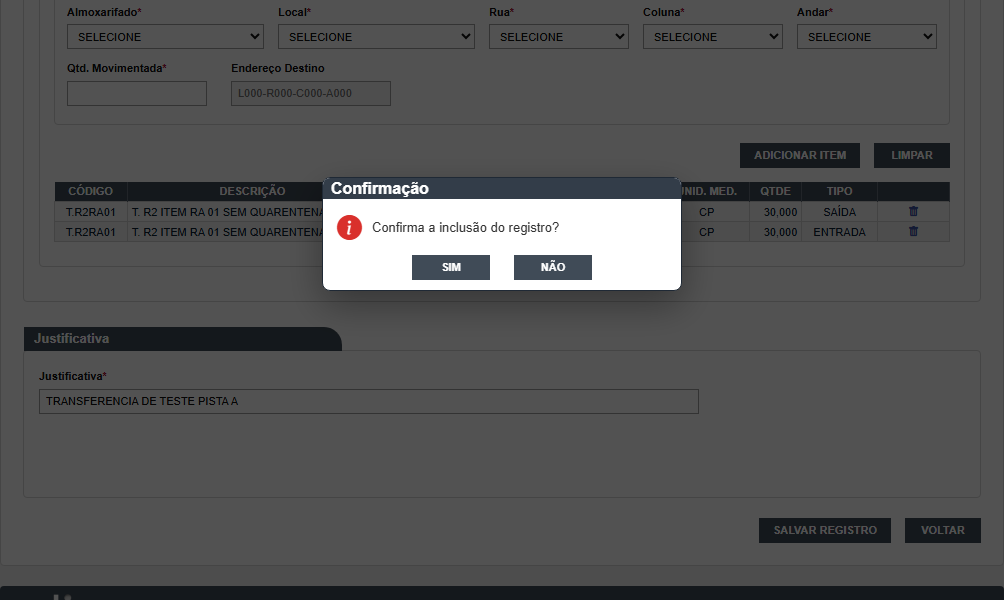 Almoxarifado* Local* Rua* Coluna* Andar*
SELECIONE SELECIONE SELECIONE SELECIONE SELECIONE
Qtd. Movimentada* Endereço Destino
L000-R000-C000-A000
ADICIONAR ITEM LIMPAR
CÓDIGO DESCRIÇÃO MED. QTDE TIPO
T.R2RA01 T. R2 ITEM RA 01 SEM QUARENTENA CP 30,000 SAÍDA
T.R2RA01 T. R2 ITEM RA 01 SEM QUARENTENA CP 30,000 ENTRADA
Confirmação
Confirma a inclusão do registro?
SIM NÃO
Justificativa
Justificativa*
TRANSFERENCIA DE TESTE PISTA A
SALVAR REGISTRO VOLTAR